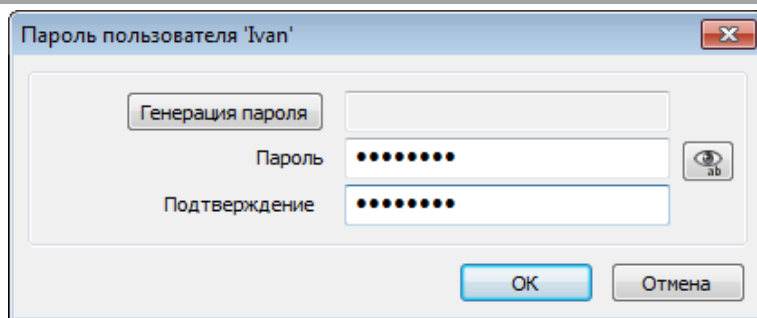 Пароль пользователя 'Ivan'
Генерация пароля
Пароль ••••••••
ab
Подтверждение ••••••••
OK Отмена